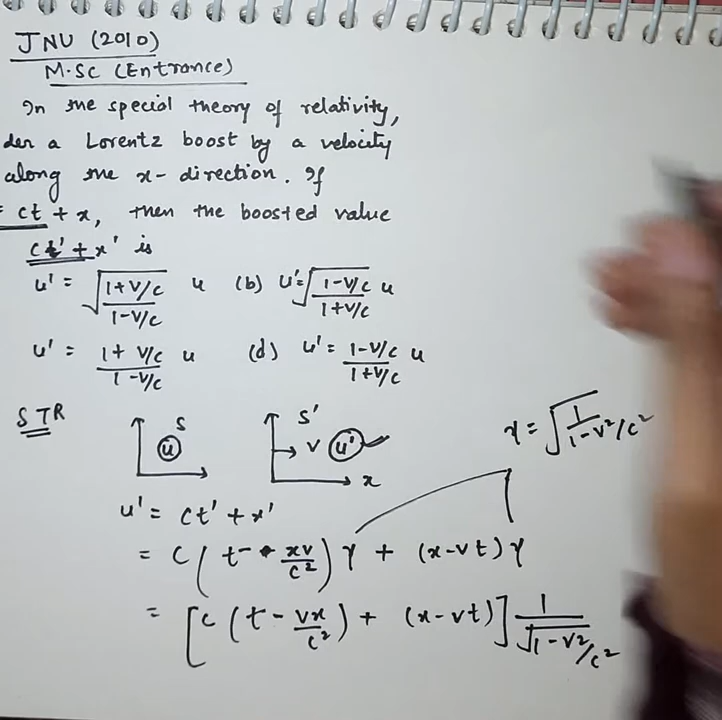 JNU (2010)
M.SC (Entrance)
In the special theory of relativity,
der a Lorentz boost by a velocity
along the x-direction. If
= ct + x, then the boosted value
ct' + x' is
u' = √((1+v/c)/(1-v/c)) u (b) u' = √((1-v/c)/(1+v/c)) u
u' = (1+v/c)/(1-v/c) u (d) u' = (1-v/c)/(1+v/c) u
STR S u S' v u' x γ = √(1/(1-v²/c²))
u' = ct' + x'
= c(t - xv/c²)γ + (x-vt)γ
= [c(t - vx/c²) + (x-vt)] 1/√(1-v²/c²)